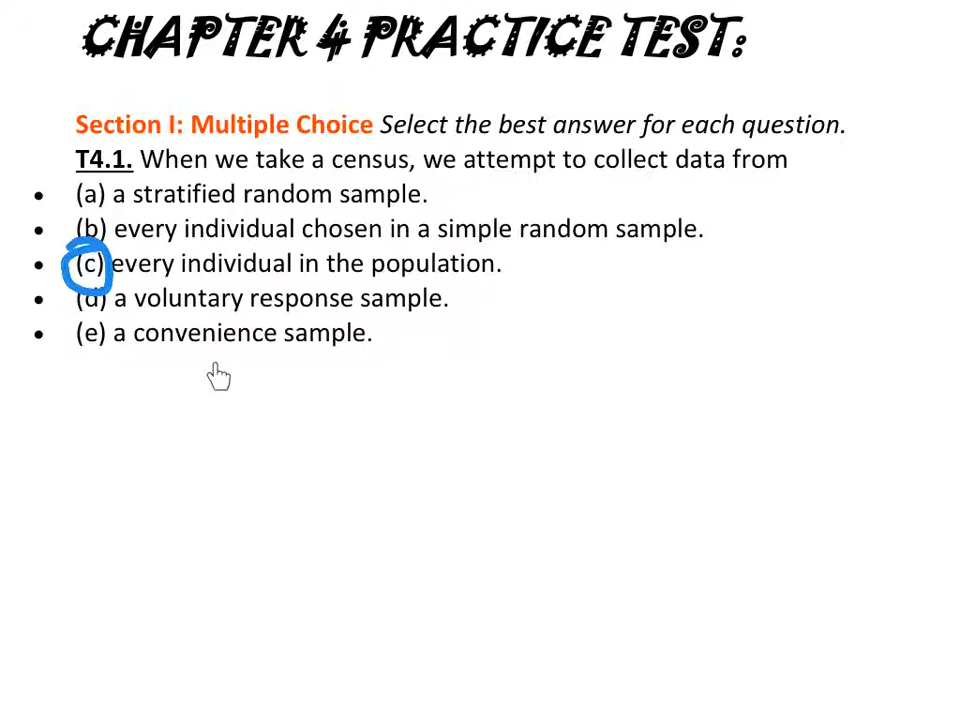 CHAPTER 4 PRACTICE TEST:
Section I: Multiple Choice Select the best answer for each question.
T4.1. When we take a census, we attempt to collect data from
• (a) a stratified random sample.
• (b) every individual chosen in a simple random sample.
• (c) every individual in the population.
• (d) a voluntary response sample.
• (e) a convenience sample.